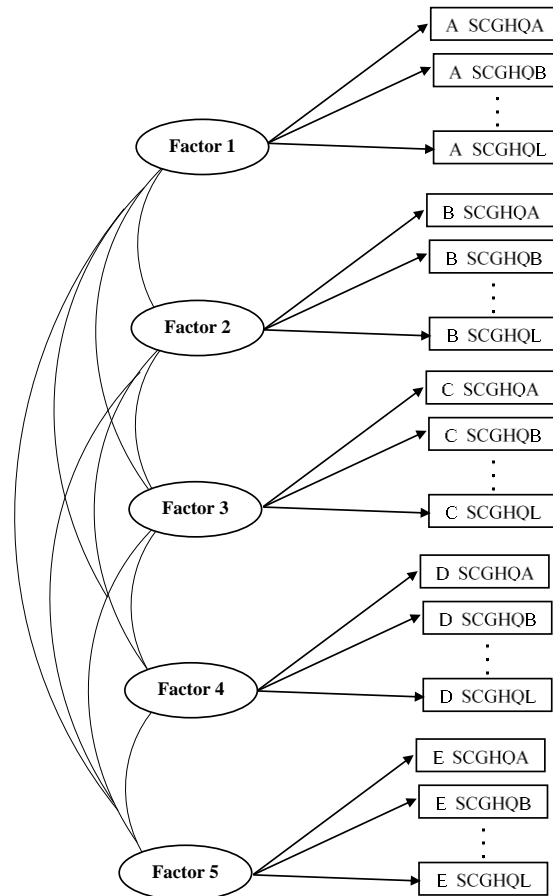 A SCGHQA
A SCGHQB
Factor 1
A SCGHQL
B SCGHQA
B SCGHQB
Factor 2
B SCGHQL
C SCGHQA
C SCGHQB
Factor 3
C SCGHQL
D SCGHQA
D SCGHQB
Factor 4
D SCGHQL
E SCGHQA
E SCGHQB
Factor 5
E SCGHQL